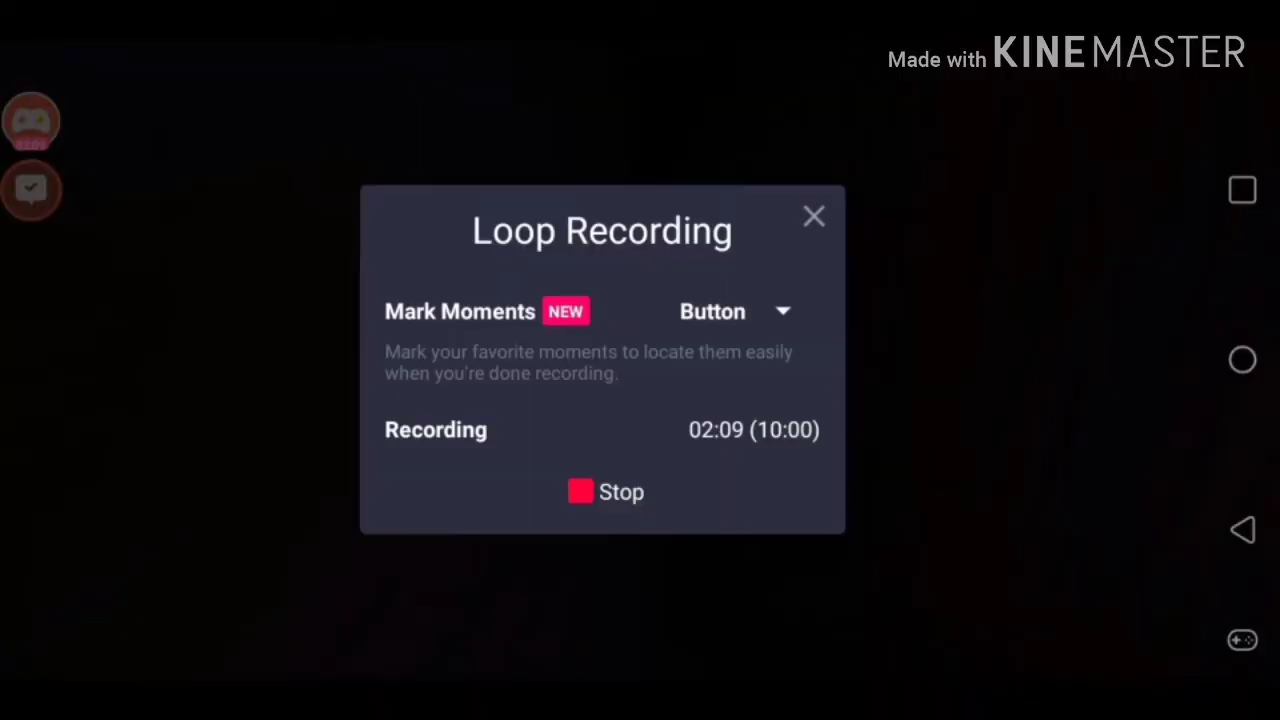 Made with KINEMASTER
Loop Recording
Mark Moments NEW Button
Mark your favorite moments to locate them easily
when you're done recording.
Recording 02:09 (10:00)
Stop